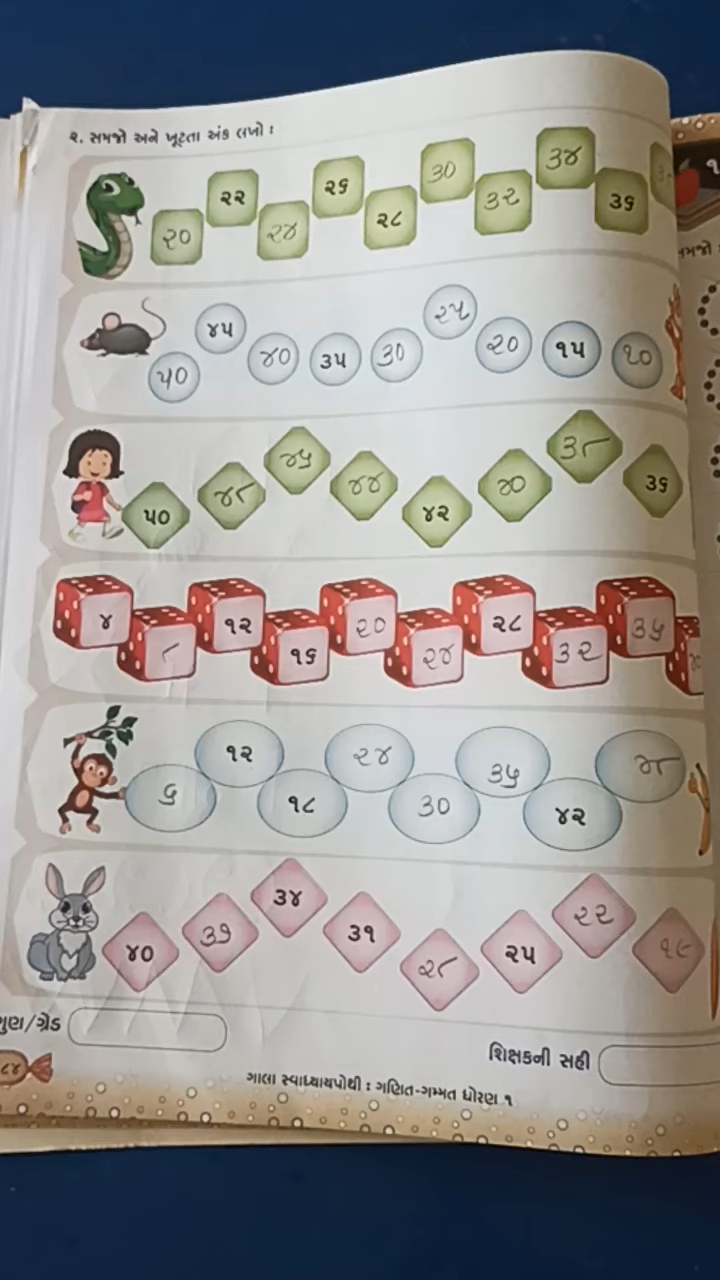 ૨. સમજો અને ખૂટતા અંક લખો :
૨૦ ૨૨ ૨૪ ૨૬ ૨૮ ૩૦ ૩૨ ૩૪ ૩૬
૫૦ ૪૫ ૪૦ ૩૫ ૩૦ ૨૫ ૨૦ ૧૫ ૧૦
૫૦ ૪૮ ૪૬ ૪૪ ૪૨ ૪૦ ૩૮ ૩૬
૪ ૮ ૧૨ ૧૬ ૨૦ ૨૪ ૨૮ ૩૨ ૩૬
૬ ૧૨ ૧૮ ૨૪ ૩૦ ૩૬ ૪૨ ૪૮
૪૦ ૩૭ ૩૪ ૩૧ ૨૮ ૨૫ ૨૨ ૧૯
ગુણ/ગ્રેડ
શિક્ષકની સહી
૮૪
ગાલા સ્વાધ્યાયપોથી : ગણિત-ગમ્મત ધોરણ ૧